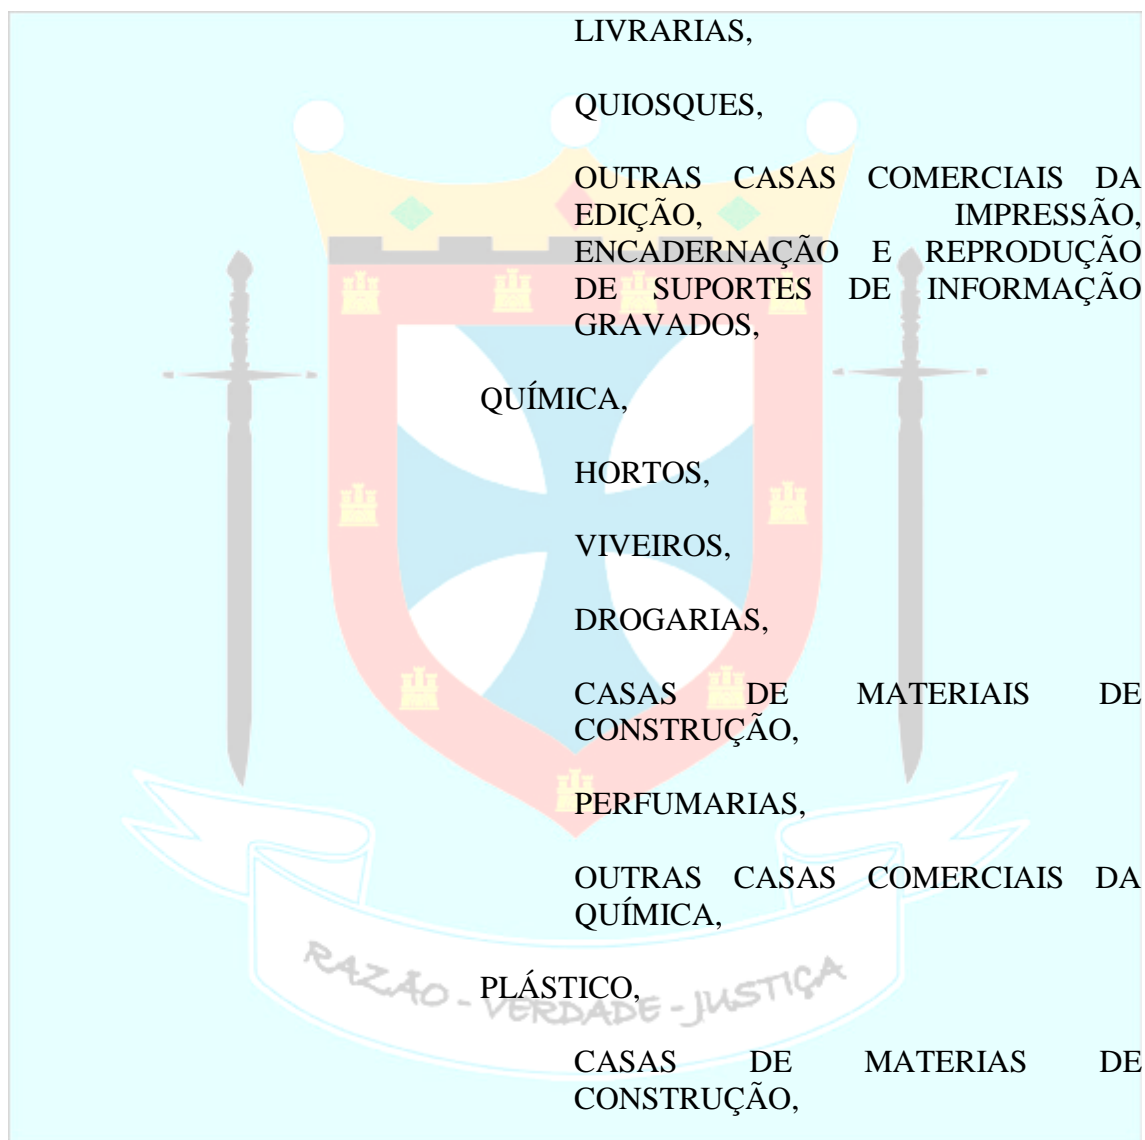 LIVRARIAS,
QUIOSQUES,
OUTRAS CASAS COMERCIAIS DA
EDIÇÃO, IMPRESSÃO,
ENCADERNAÇÃO E REPRODUÇÃO
DE SUPORTES DE INFORMAÇÃO
GRAVADOS,
QUÍMICA,
HORTOS,
VIVEIROS,
DROGARIAS,
CASAS DE MATERIAIS DE
CONSTRUÇÃO,
PERFUMARIAS,
OUTRAS CASAS COMERCIAIS DA
QUÍMICA,
RAZÃO - VERDADE - JUSTIÇA
PLÁSTICO,
CASAS DE MATERIAS DE
CONSTRUÇÃO,